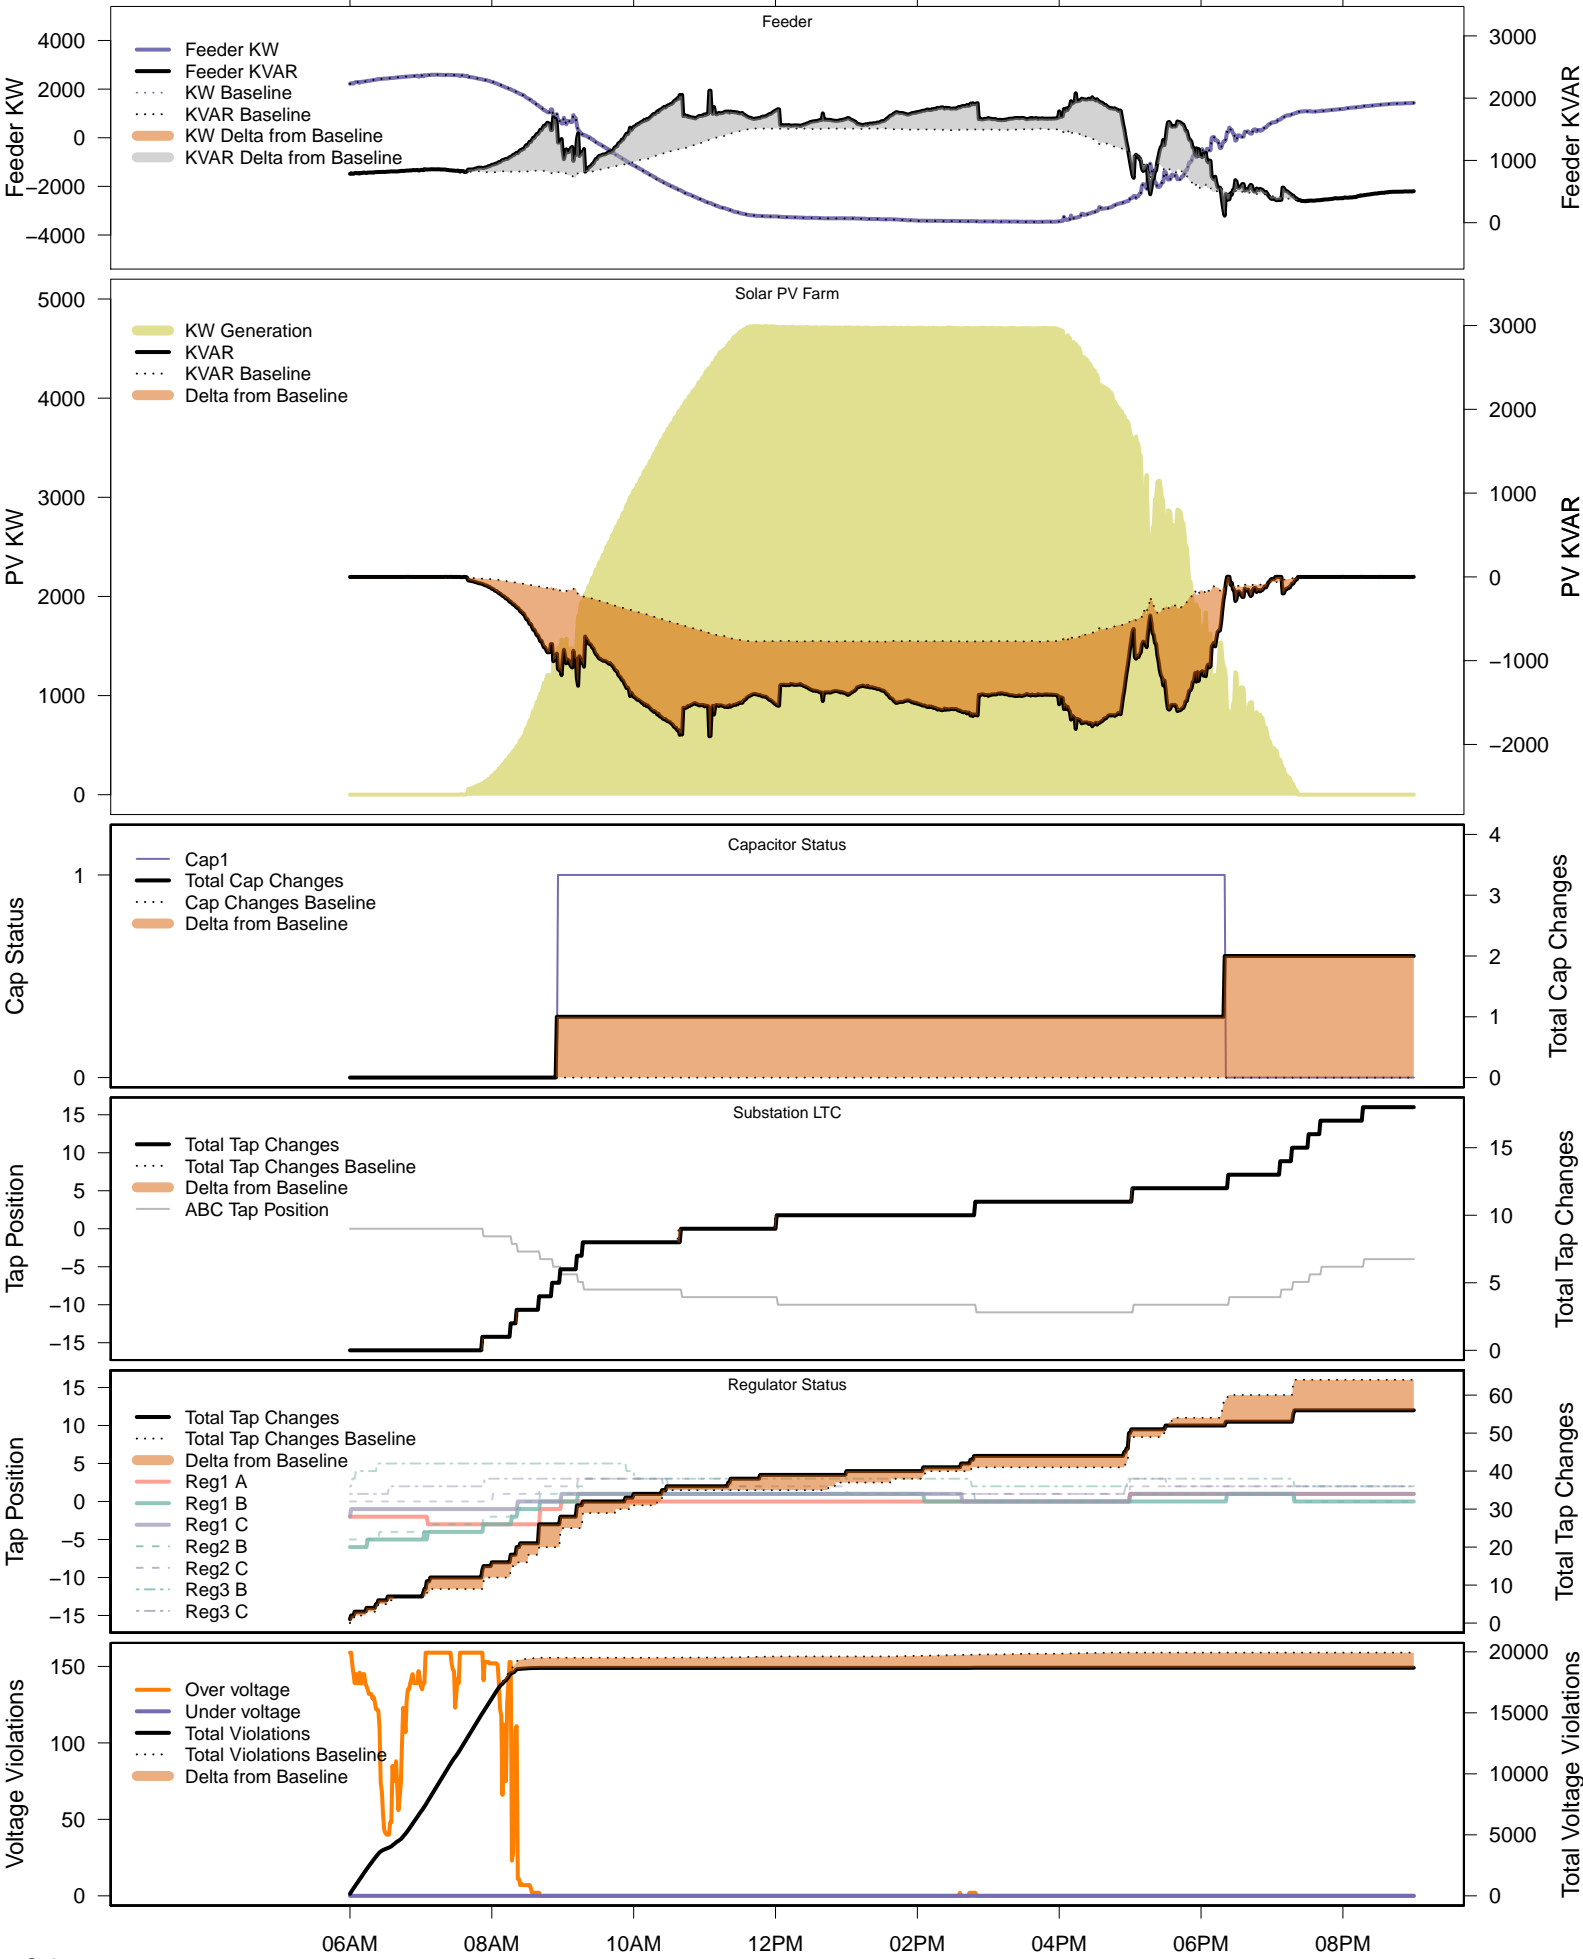 Feeder
4000
2000
0
−2000
−4000
Feeder KW
Feeder KW
Feeder KVAR
KW Baseline
KVAR Baseline
KW Delta from Baseline
KVAR Delta from Baseline
3000
2000
1000
0
Feeder KVAR
Solar PV Farm
5000
4000
3000
2000
1000
0
PV KW
KW Generation
KVAR
KVAR Baseline
Delta from Baseline
3000
2000
1000
0
−1000
−2000
PV KVAR
Capacitor Status
1
0
Cap Status
Cap1
Total Cap Changes
Cap Changes Baseline
Delta from Baseline
4
3
2
1
0
Total Cap Changes
Substation LTC
15
10
5
0
−5
−10
−15
Tap Position
Total Tap Changes
Total Tap Changes Baseline
Delta from Baseline
ABC Tap Position
15
10
5
0
Total Tap Changes
Regulator Status
15
10
5
0
−5
−10
−15
Tap Position
Total Tap Changes
Total Tap Changes Baseline
Delta from Baseline
Reg1 A
Reg1 B
Reg1 C
Reg2 B
Reg2 C
Reg3 B
Reg3 C
60
50
40
30
20
10
0
Total Tap Changes
150
100
50
0
Voltage Violations
Over voltage
Under voltage
Total Violations
Total Violations Baseline
Delta from Baseline
20000
15000
10000
5000
0
Total Voltage Violations
06AM 08AM 10AM 12PM 02PM 04PM 06PM 08PM